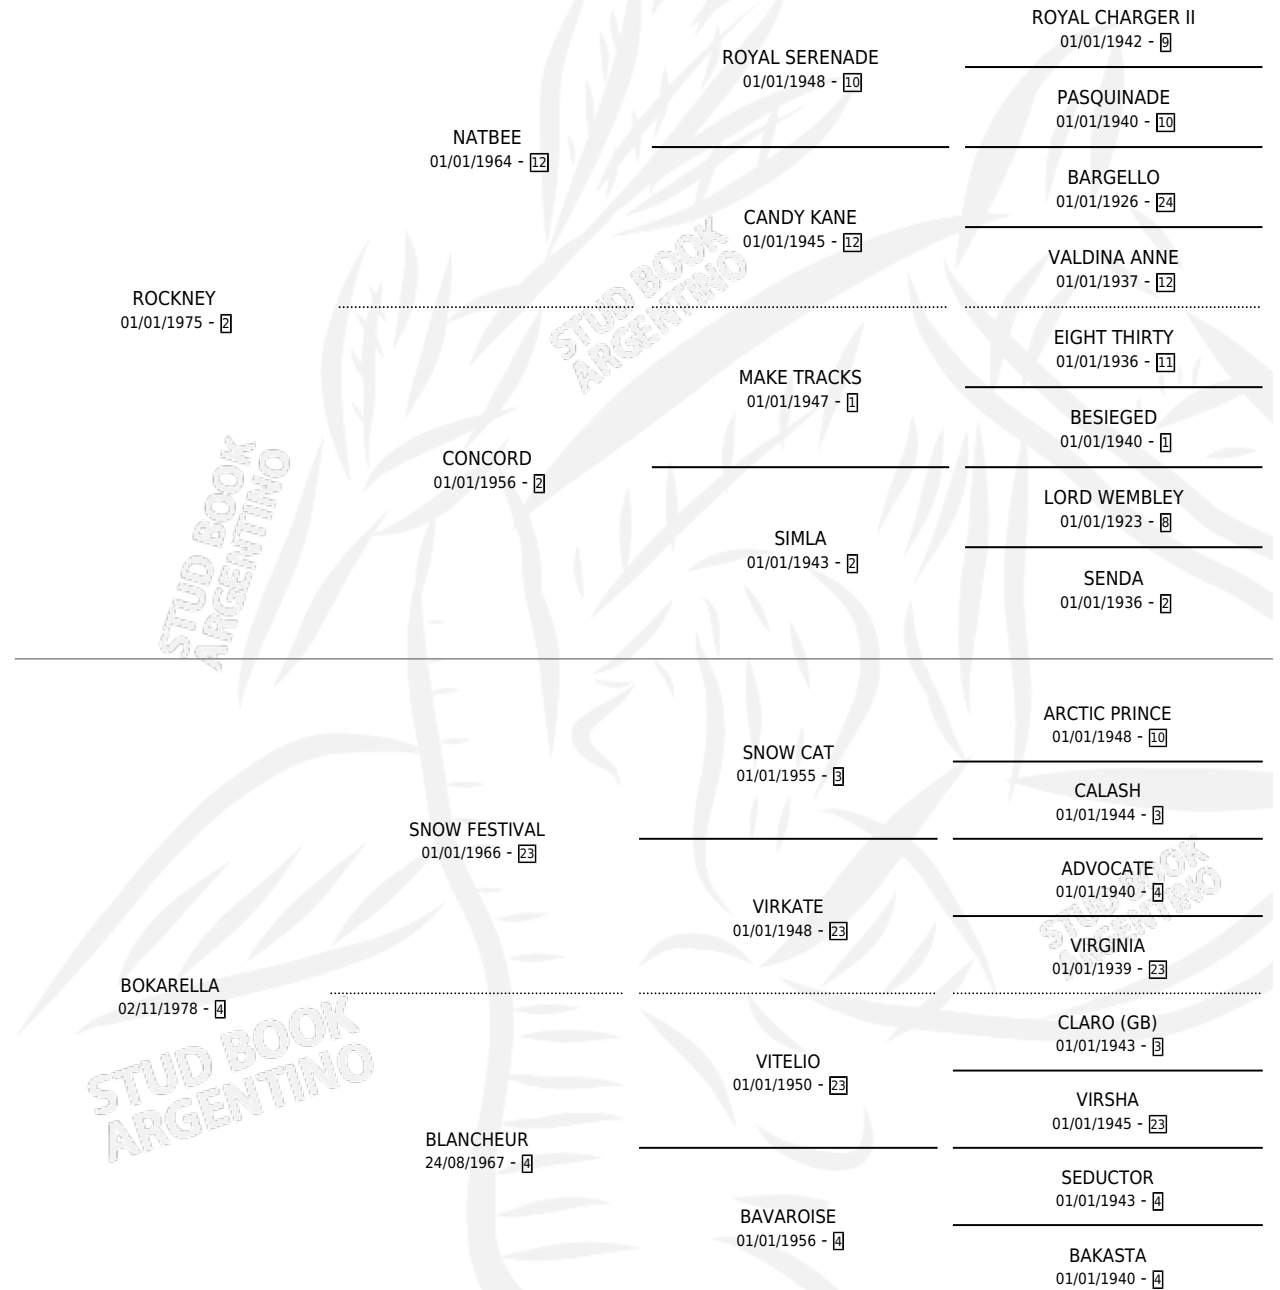 ROYAL CHARGER II
01/01/1942 - 9
ROYAL SERENADE
01/01/1948 - 10
PASQUINADE
01/01/1940 - 10
NATBEE
01/01/1964 - 12
BARGELLO
01/01/1926 - 24
CANDY KANE
01/01/1945 - 12
VALDINA ANNE
01/01/1937 - 12
ROCKNEY
01/01/1975 - 2
EIGHT THIRTY
01/01/1936 - 11
MAKE TRACKS
01/01/1947 - 1
BESIEGED
01/01/1940 - 1
CONCORD
01/01/1956 - 2
LORD WEMBLEY
01/01/1923 - 8
SIMLA
01/01/1943 - 2
SENDA
01/01/1936 - 2
ARCTIC PRINCE
01/01/1948 - 10
SNOW CAT
01/01/1955 - 3
CALASH
01/01/1944 - 3
SNOW FESTIVAL
01/01/1966 - 23
ADVOCATE
01/01/1940 - 4
VIRKATE
01/01/1948 - 23
VIRGINIA
01/01/1939 - 23
BOKARELLA
02/11/1978 - 4
CLARO (GB)
01/01/1943 - 3
VITELIO
01/01/1950 - 23
VIRSHA
01/01/1945 - 23
BLANCHEUR
24/08/1967 - 4
SEDUCTOR
01/01/1943 - 4
BAVAROISE
01/01/1956 - 4
BAKASTA
01/01/1940 - 4
STUD BOOK
ARGENTINO
STUD BOOK
ARGENTINO
STUD BOOK
ARGENTINO
STUD BOOK
ARGENTINO